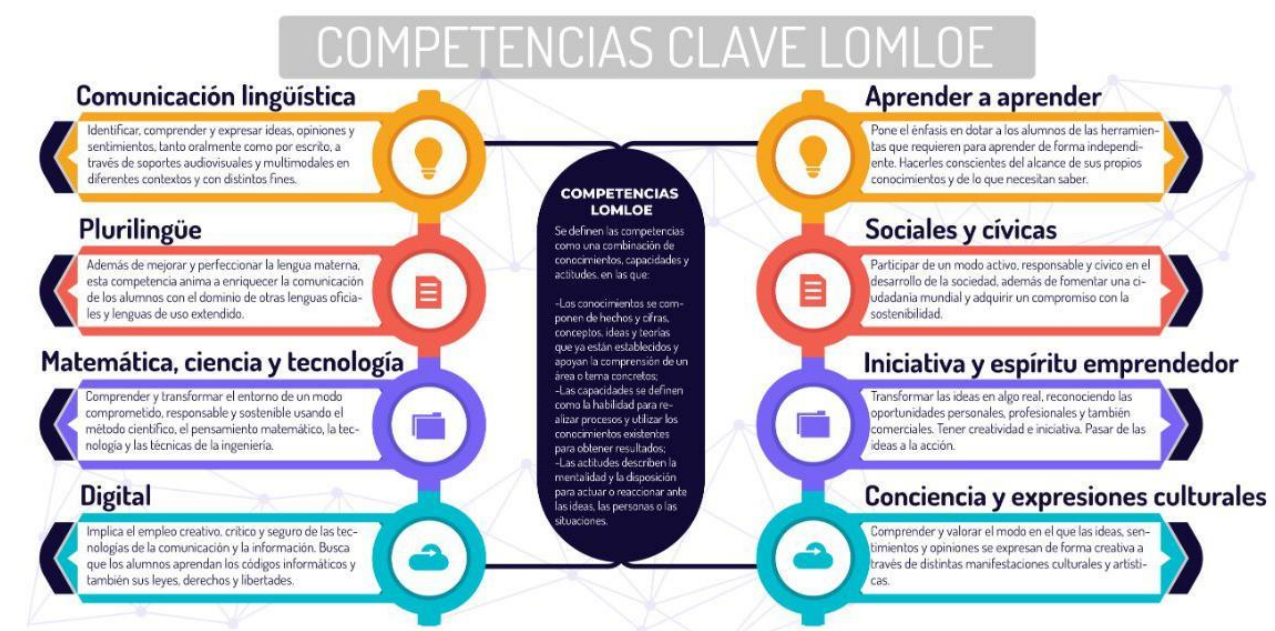 COMPETENCIAS CLAVE LOMLOE
Comunicación lingüística
Identificar, comprender y expresar ideas, opiniones y
sentimientos, tanto oralmente como por escrito, a
través de soportes audiovisuales y multimodales en
diferentes contextos y con distintos fines.
Plurilingüe
Además de mejorar y perfeccionar la lengua materna,
esta competencia anima a enriquecer la comunicación
de los alumnos con el dominio de otras lenguas oficia-
les y lenguas de uso extendido.
Matemática, ciencia y tecnología
Comprender y transformar el entorno de un modo
comprometido, responsable y sostenible usando el
método científico, el pensamiento matemático, la tec-
nología y las técnicas de la ingeniería.
Digital
Implica el empleo creativo, crítico y seguro de las tec-
nologías de la comunicación y la información. Busca
que los alumnos aprendan los códigos informáticos y
también sus leyes, derechos y libertades.
COMPETENCIAS
LOMLOE
Se definen las competencias
como una combinación de
conocimientos, capacidades y
actitudes, en las que:
-Los conocimientos se com-
ponen de hechos y cifras,
conceptos, ideas y teorías
que ya están establecidos y
apoyan la comprensión de un
área o tema concretos;
-Las capacidades se definen
como la habilidad para re-
alizar procesos y utilizar los
conocimientos existentes
para obtener resultados;
-Las actitudes describen la
mentalidad y la disposición
para actuar o reaccionar ante
las ideas, las personas o las
situaciones.
Aprender a aprender
Pone el énfasis en dotar a los alumnos de las herramien-
tas que requieren para aprender de forma independi-
ente. Hacerles conscientes del alcance de sus propios
conocimientos y de lo que necesitan saber.
Sociales y cívicas
Participar de un modo activo, responsable y cívico en el
desarrollo de la sociedad, además de fomentar una ci-
udadanía mundial y adquirir un compromiso con la
sostenibilidad.
Iniciativa y espíritu emprendedor
Transformar las ideas en algo real, reconociendo las
oportunidades personales, profesionales y también
comerciales. Tener creatividad e iniciativa. Pasar de las
ideas a la acción.
Conciencia y expresiones culturales
Comprender y valorar el modo en el que las ideas, sen-
timientos y opiniones se expresan de forma creativa a
través de distintas manifestaciones culturales y artísti-
cas.